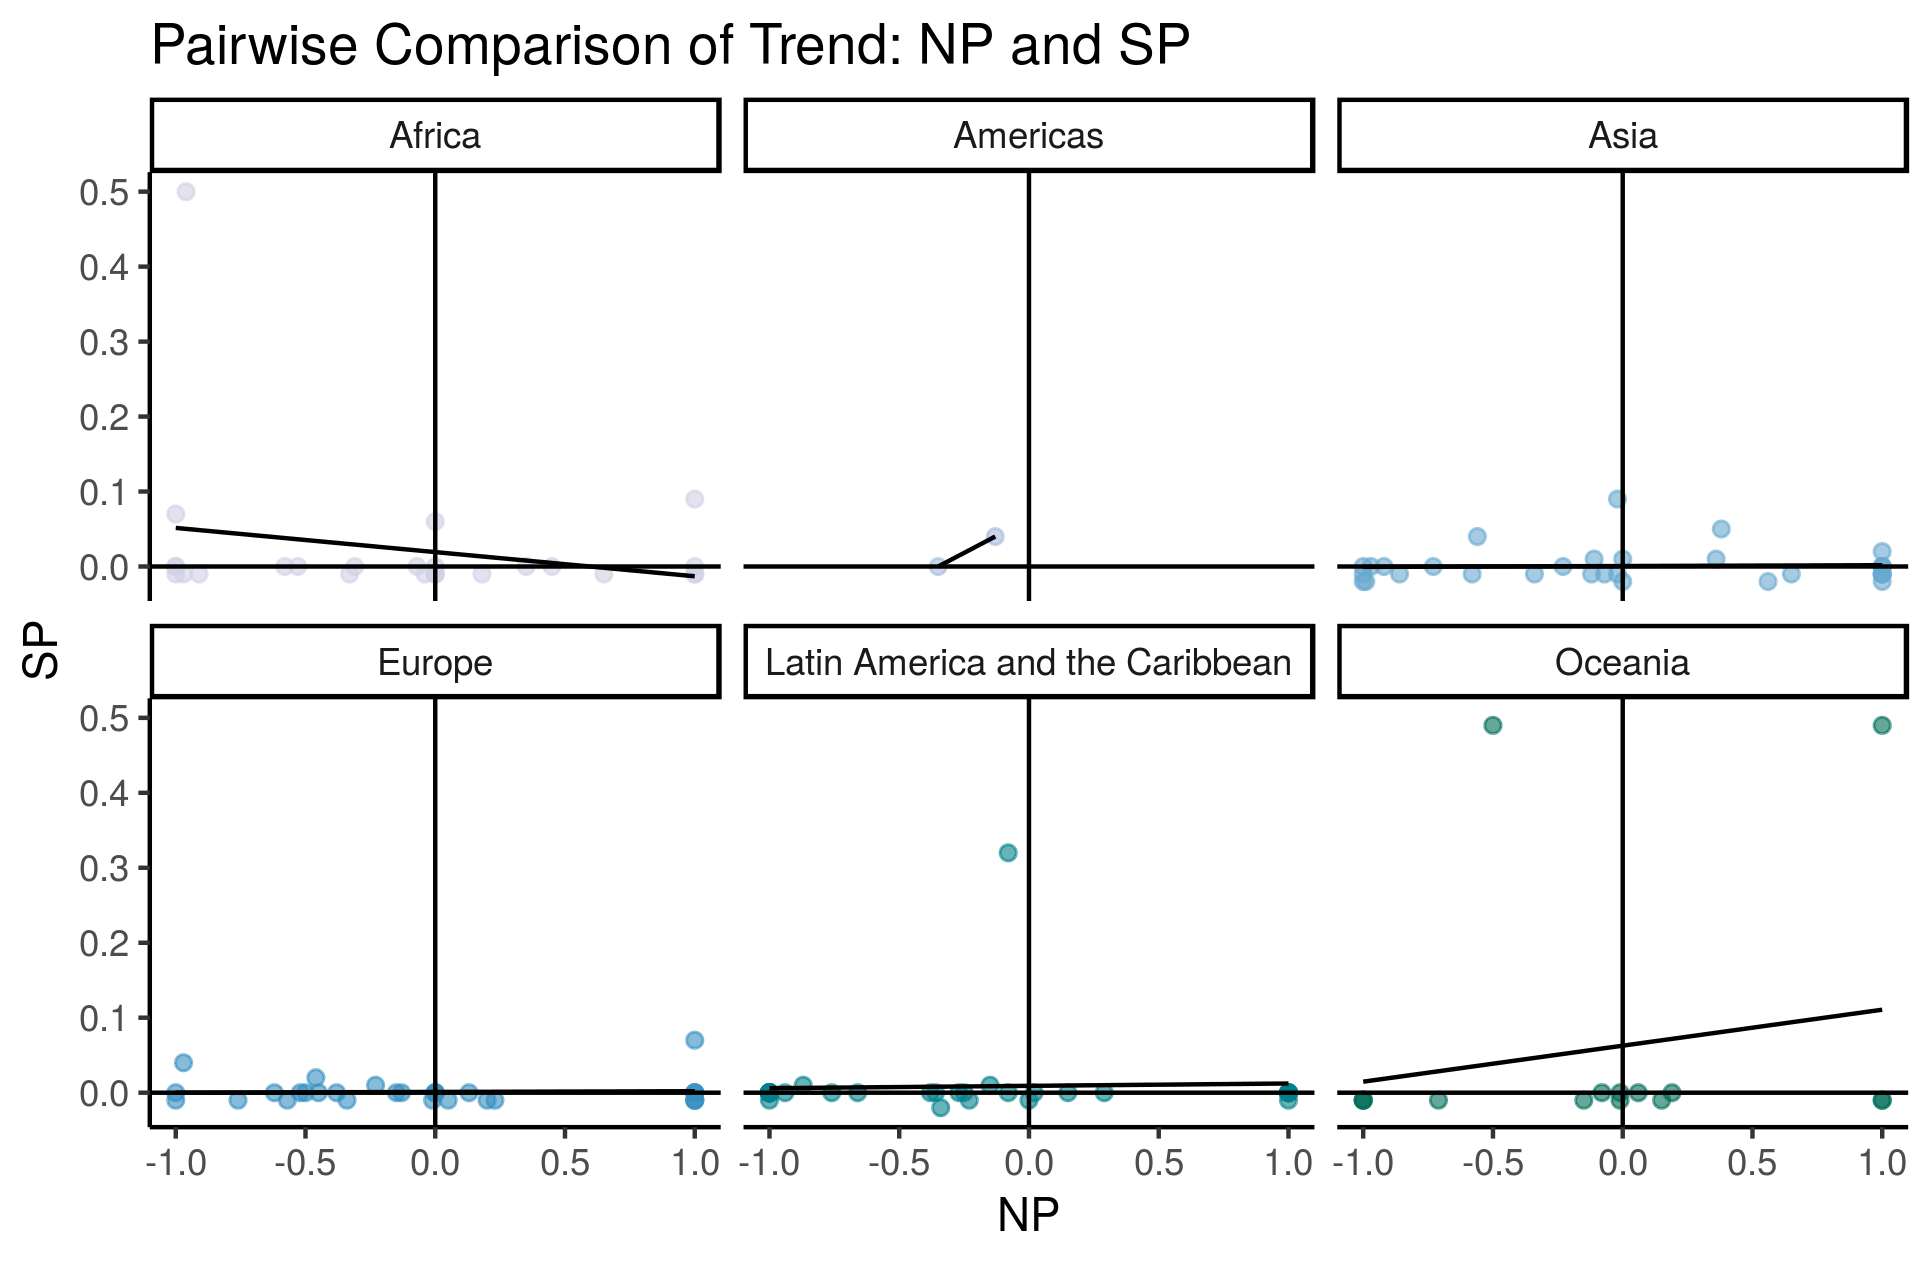 Pairwise Comparison of Trend: NP and SP
Africa
Americas
Asia
0.5
0.4
0.3
0.2
0.1
0.0
SP
Europe
Latin America and the Caribbean
Oceania
0.5
0.4
0.3
0.2
0.1
0.0
-1.0 -0.5 0.0 0.5 1.0 -1.0 -0.5 0.0 0.5 1.0 -1.0 -0.5 0.0 0.5 1.0
NP